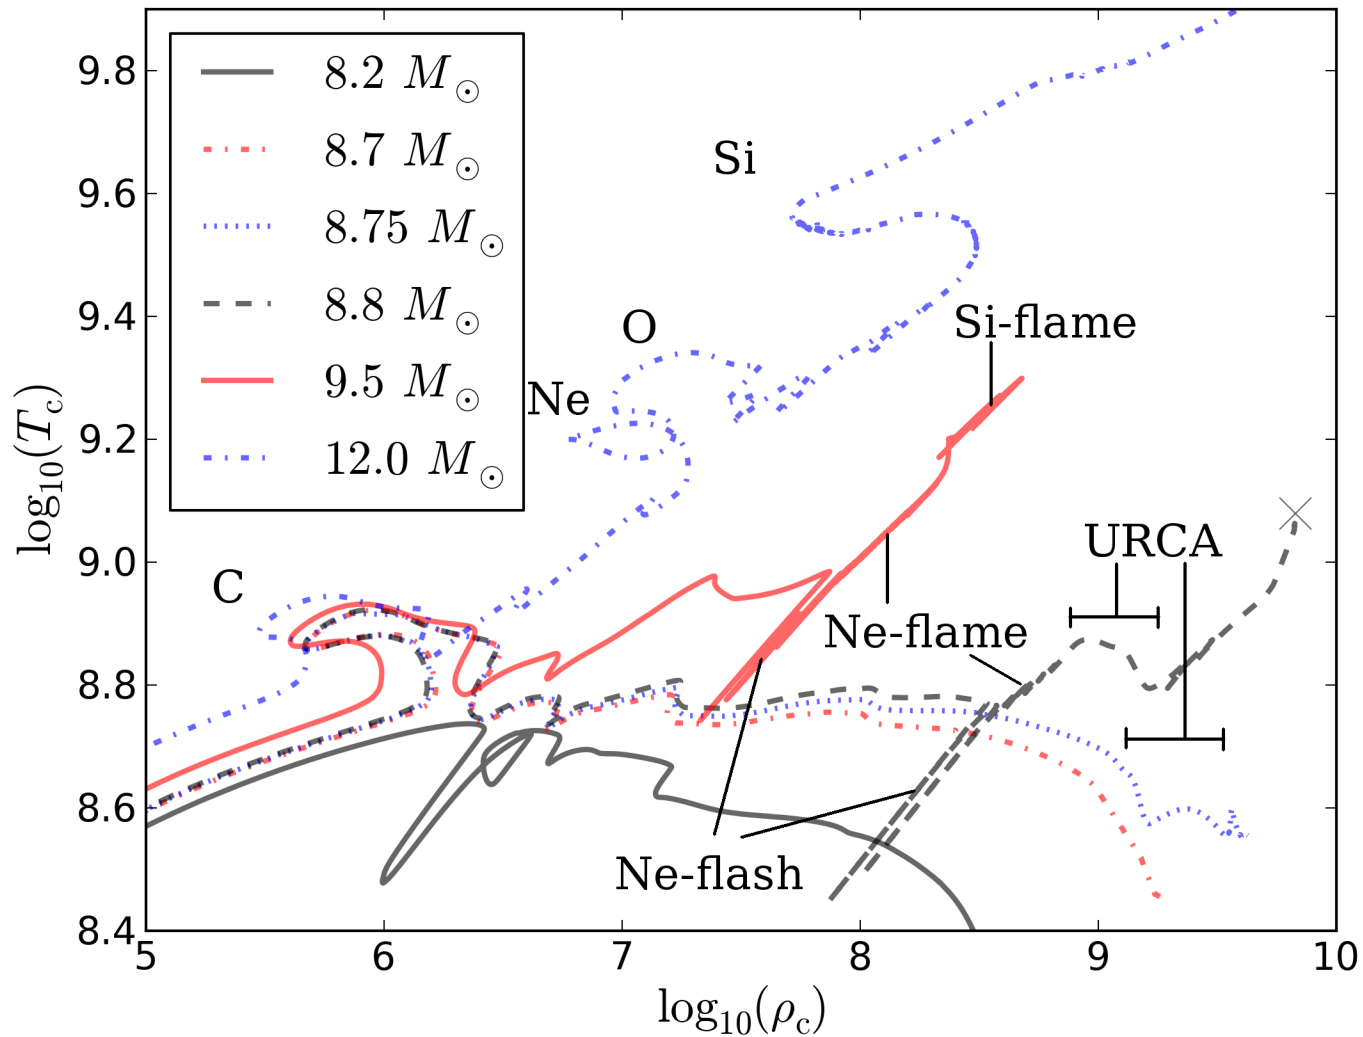 8.2 M☉
8.7 M☉
8.75 M☉
8.8 M☉
9.5 M☉
12.0 M☉
Si
O
Ne
C
Si-flame
URCA
Ne-flame
Ne-flash
9.8
9.6
9.4
9.2
9.0
8.8
8.6
8.4
5
6
7
8
9
10
log₁₀(T_c)
log₁₀(ρ_c)